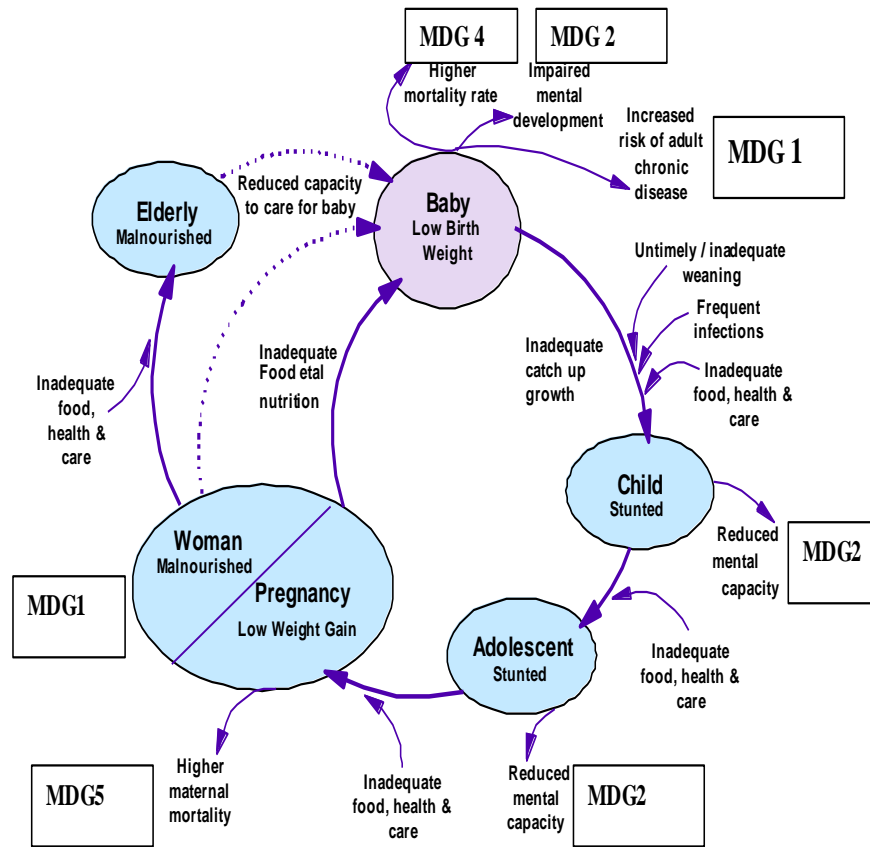 MDG 4
MDG 2
Higher
mortality rate
Impaired
mental
development
Increased
risk of adult
chronic
disease
MDG 1
Elderly
Malnourished
Reduced capacity
to care for baby
Baby
Low Birth
Weight
Untimely / inadequate
weaning
Frequent
infections
Inadequate
food, health &
care
Inadequate
catch up
growth
Inadequate
Food etal
nutrition
Inadequate
food,
health &
care
Child
Stunted
Reduced
mental
capacity
MDG2
Woman
Malnourished
Pregnancy
Low Weight Gain
MDG1
Adolescent
Stunted
Inadequate
food, health &
care
MDG5
Higher
maternal
mortality
Inadequate
food, health &
care
Reduced
mental
capacity
MDG2